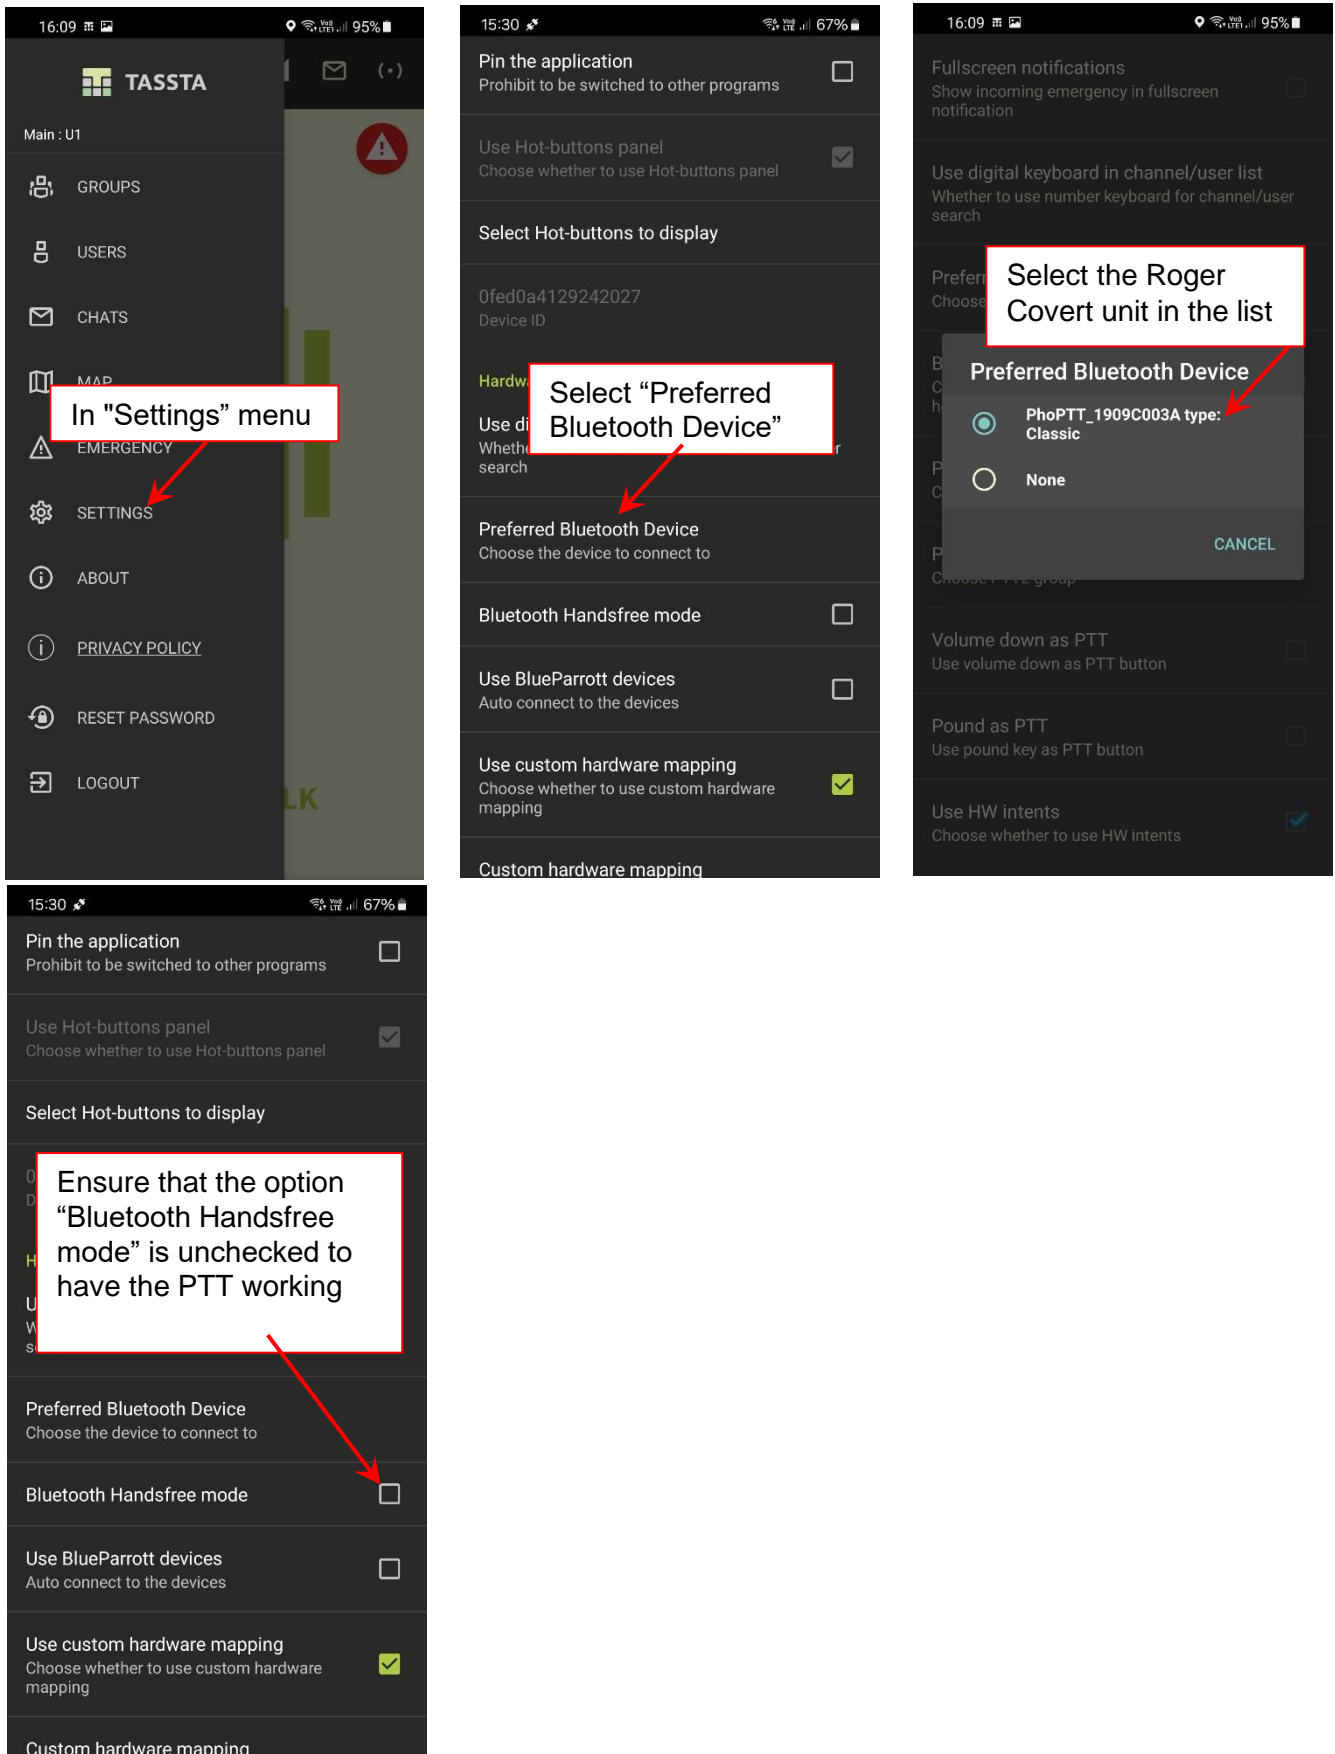 16:09
95%
TASSTA
Main : U1
GROUPS
USERS
CHATS
MAP
In "Settings” menu
EMERGENCY
SETTINGS
ABOUT
PRIVACY POLICY
RESET PASSWORD
LOGOUT
LK
15:30
67%
Pin the application
Prohibit to be switched to other programs
Use Hot-buttons panel
Choose whether to use Hot-buttons panel
Select Hot-buttons to display
0fed0a4129242027
Device ID
Hardw
Select “Preferred
Bluetooth Device”
Use di
Whethe r
search
Preferred Bluetooth Device
Choose the device to connect to
Bluetooth Handsfree mode
Use BlueParrott devices
Auto connect to the devices
Use custom hardware mapping
Choose whether to use custom hardware
mapping
Custom hardware mapping
16:09
95%
Fullscreen notifications
Show incoming emergency in fullscreen
notification
Use digital keyboard in channel/user list
Whether to use number keyboard for channel/user
search
Prefer
Choose
Select the Roger
Covert unit in the list
Preferred Bluetooth Device
PhoPTT_1909C003A type:
Classic
None
CANCEL
Volume down as PTT
Use volume down as PTT button
Pound as PTT
Use pound key as PTT button
Use HW intents
Choose whether to use HW intents
15:30
67%
Pin the application
Prohibit to be switched to other programs
Use Hot-buttons panel
Choose whether to use Hot-buttons panel
Select Hot-buttons to display
Ensure that the option
“Bluetooth Handsfree
mode” is unchecked to
have the PTT working
Preferred Bluetooth Device
Choose the device to connect to
Bluetooth Handsfree mode
Use BlueParrott devices
Auto connect to the devices
Use custom hardware mapping
Choose whether to use custom hardware
mapping
Custom hardware mapping